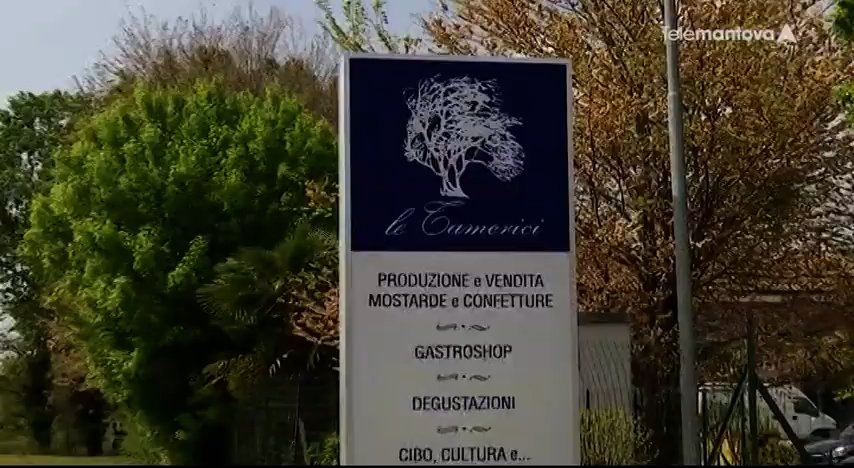 Telemantova
le Tamerici
PRODUZIONE e VENDITA
MOSTARDE e CONFETTURE
GASTROSHOP
DEGUSTAZIONI
CIBO, CULTURA e...